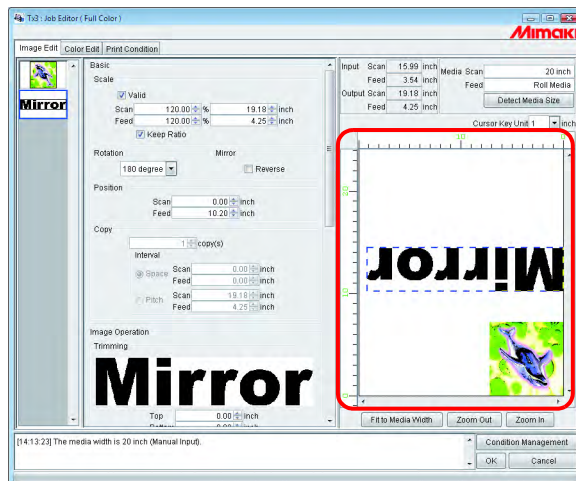 Tx3 : Job Editor ( Full Color )
Mimaki
Image Edit Color Edit Print Condition
Mirror
Basic
Scale
Valid
Scan 120.00 % 19.18 inch
Feed 120.00 % 4.25 inch
Keep Ratio
Rotation Mirror
180 degree Reverse
Position
Scan 0.00 inch
Feed 10.20 inch
Copy
1 copy(s)
Interval
Space Scan 0.00 inch
Feed 0.00 inch
Pitch Scan 19.18 inch
Feed 4.25 inch
Image Operation
Trimming
Mirror
Top 0.00 inch
Input Scan 15.99 inch
Feed 3.54 inch
Output Scan 19.18 inch
Feed 4.25 inch
Media Scan 20 inch
Feed Roll Media
Detect Media Size
Cursor Key Unit 1 inch
10 0
20
10
0
Mirror
Fit to Media Width Zoom Out Zoom In
[14:13:23] The media width is 20 inch (Manual Input).
Condition Management
OK Cancel